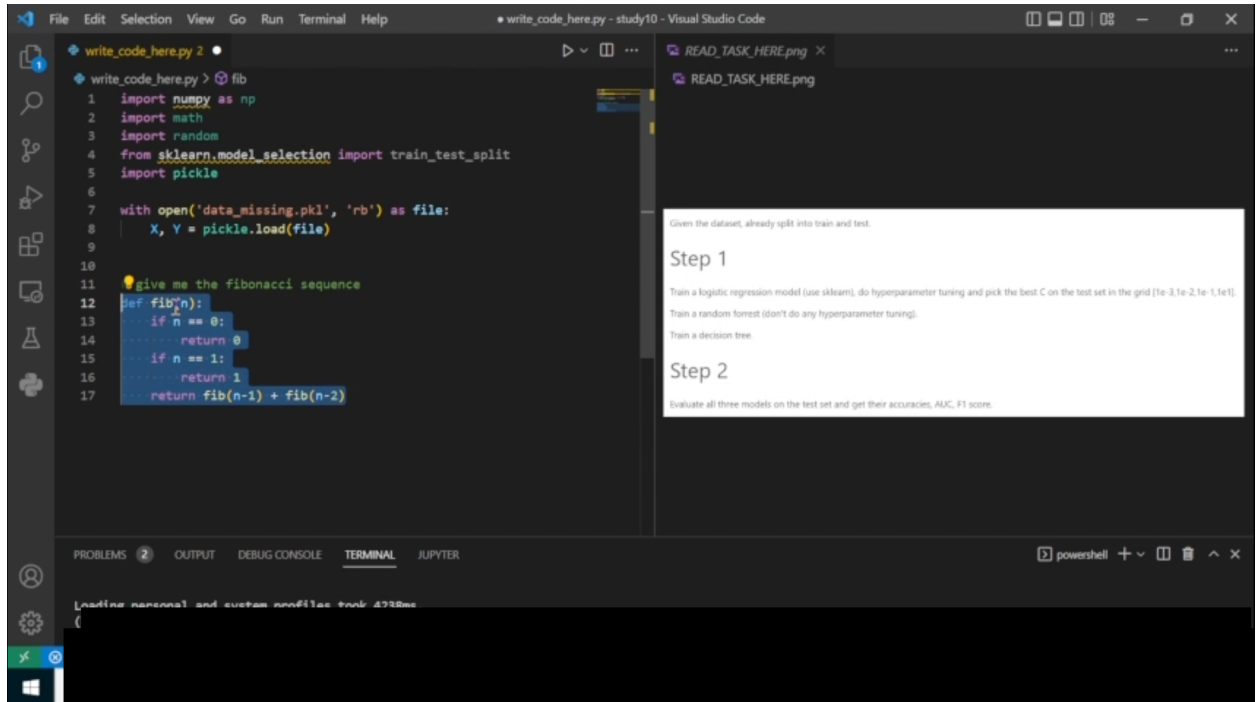 File Edit Selection View Go Run Terminal Help
● write_code_here.py - study10 - Visual Studio Code
write_code_here.py 2 ●
write_code_here.py > fib
1 import numpy as np
2 import math
3 import random
4 from sklearn.model_selection import train_test_split
5 import pickle
6
7 with open('data_missing.pkl', 'rb') as file:
8 X, Y = pickle.load(file)
9
10
11 give me the fibonacci sequence
12 def fib(n):
13 if n == 0:
14 return 0
15 if n == 1:
16 return 1
17 return fib(n-1) + fib(n-2)
READ_TASK_HERE.png ×
READ_TASK_HERE.png
Given the dataset, already split into train and test.
Step 1
Train a logistic regression model (use sklearn), do hyperparameter tuning and pick the best C on the test set in the grid [1e-3,1e-2,1e-1,1e1].
Train a random forrest (don't do any hyperparameter tuning).
Train a decision tree.
Step 2
Evaluate all three models on the test set and get their accuracies, AUC, F1 score.
PROBLEMS 2 OUTPUT DEBUG CONSOLE TERMINAL JUPYTER
powershell
Loading personal and system profiles took 4238ms.
(